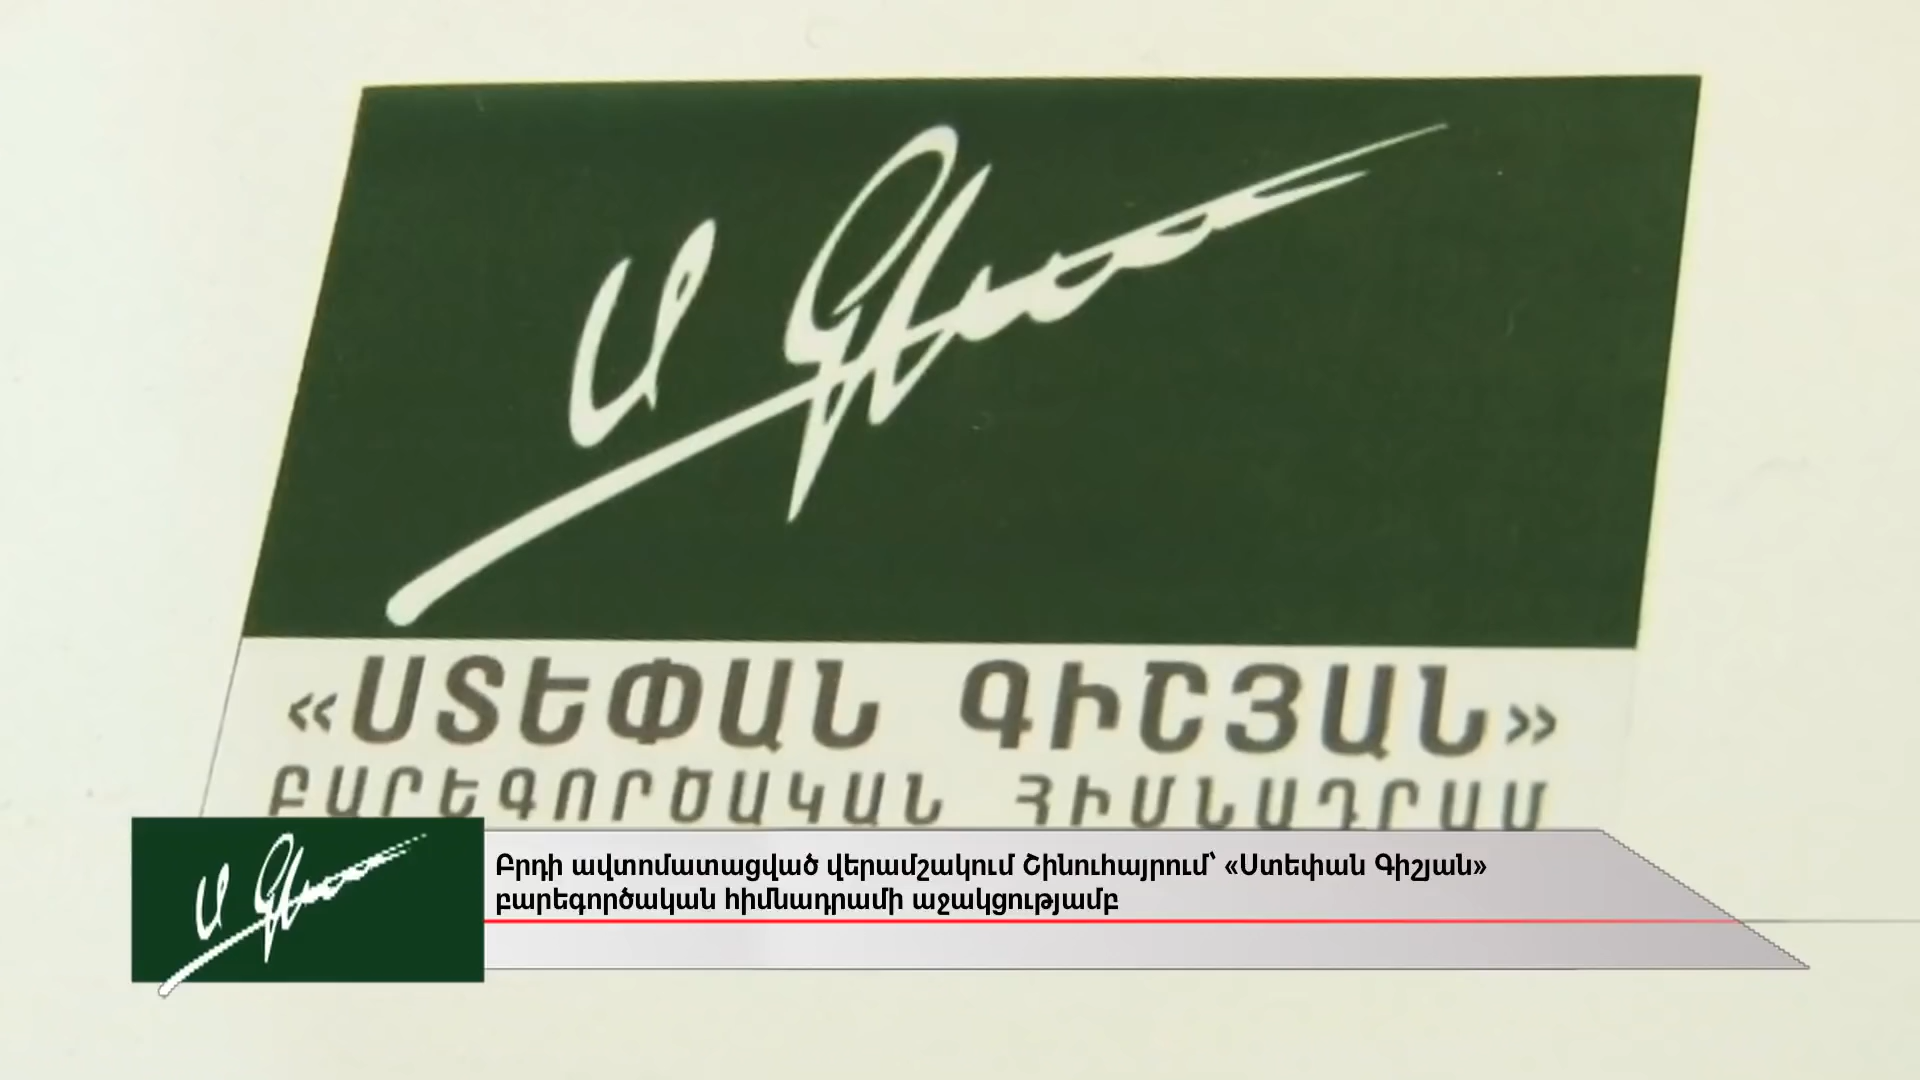 «ՍՏԵՓԱՆ ԳԻՇՅԱՆ»
ԲԱՐԵԳՈՐԾԱԿԱՆ ՀԻՄՆԱԴՐԱՄ
Բրդի ավտոմատացված վերամշակում Շինուհայրում՝ «Ստեփան Գիշյան»
բարեգործական հիմնադրամի աջակցությամբ